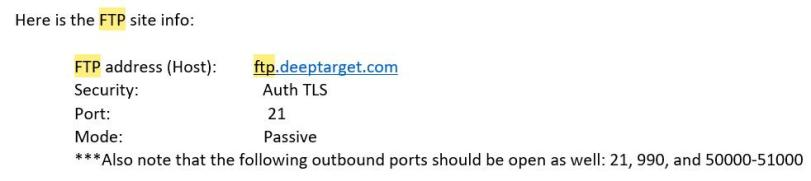 Here is the FTP site info:
FTP address (Host): ftp.deeptarget.com
Security: Auth TLS
Port: 21
Mode: Passive
***Also note that the following outbound ports should be open as well: 21, 990, and 50000-51000